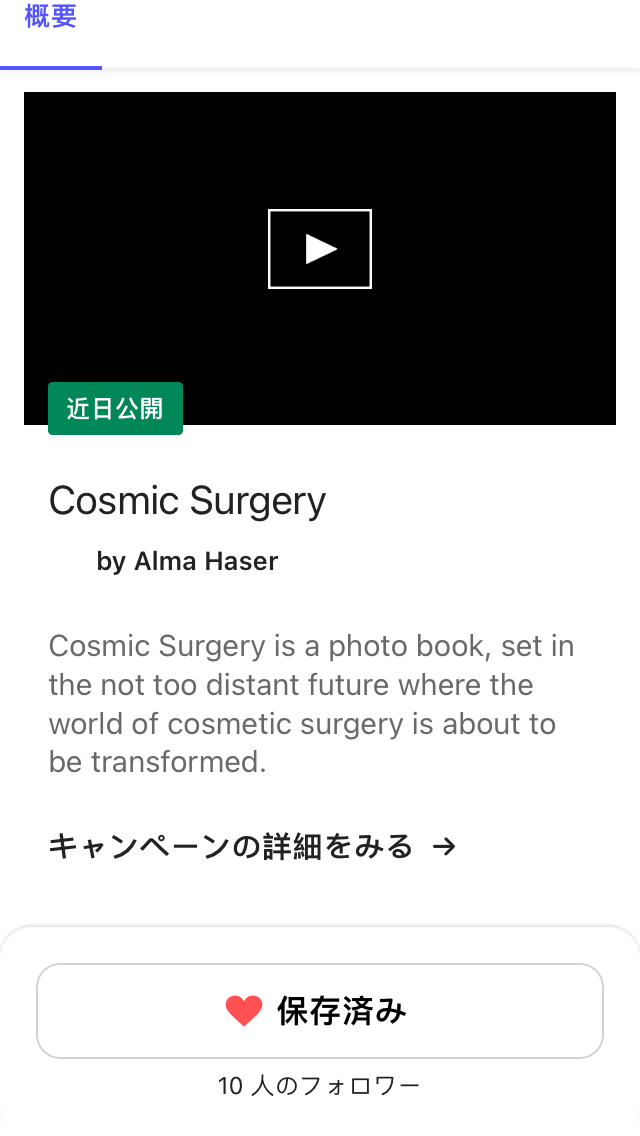 概要
近日公開
Cosmic Surgery
by Alma Haser
Cosmic Surgery is a photo book, set in
the not too distant future where the
world of cosmetic surgery is about to
be transformed.
キャンペーンの詳細をみる →
保存済み
10 人のフォロワー